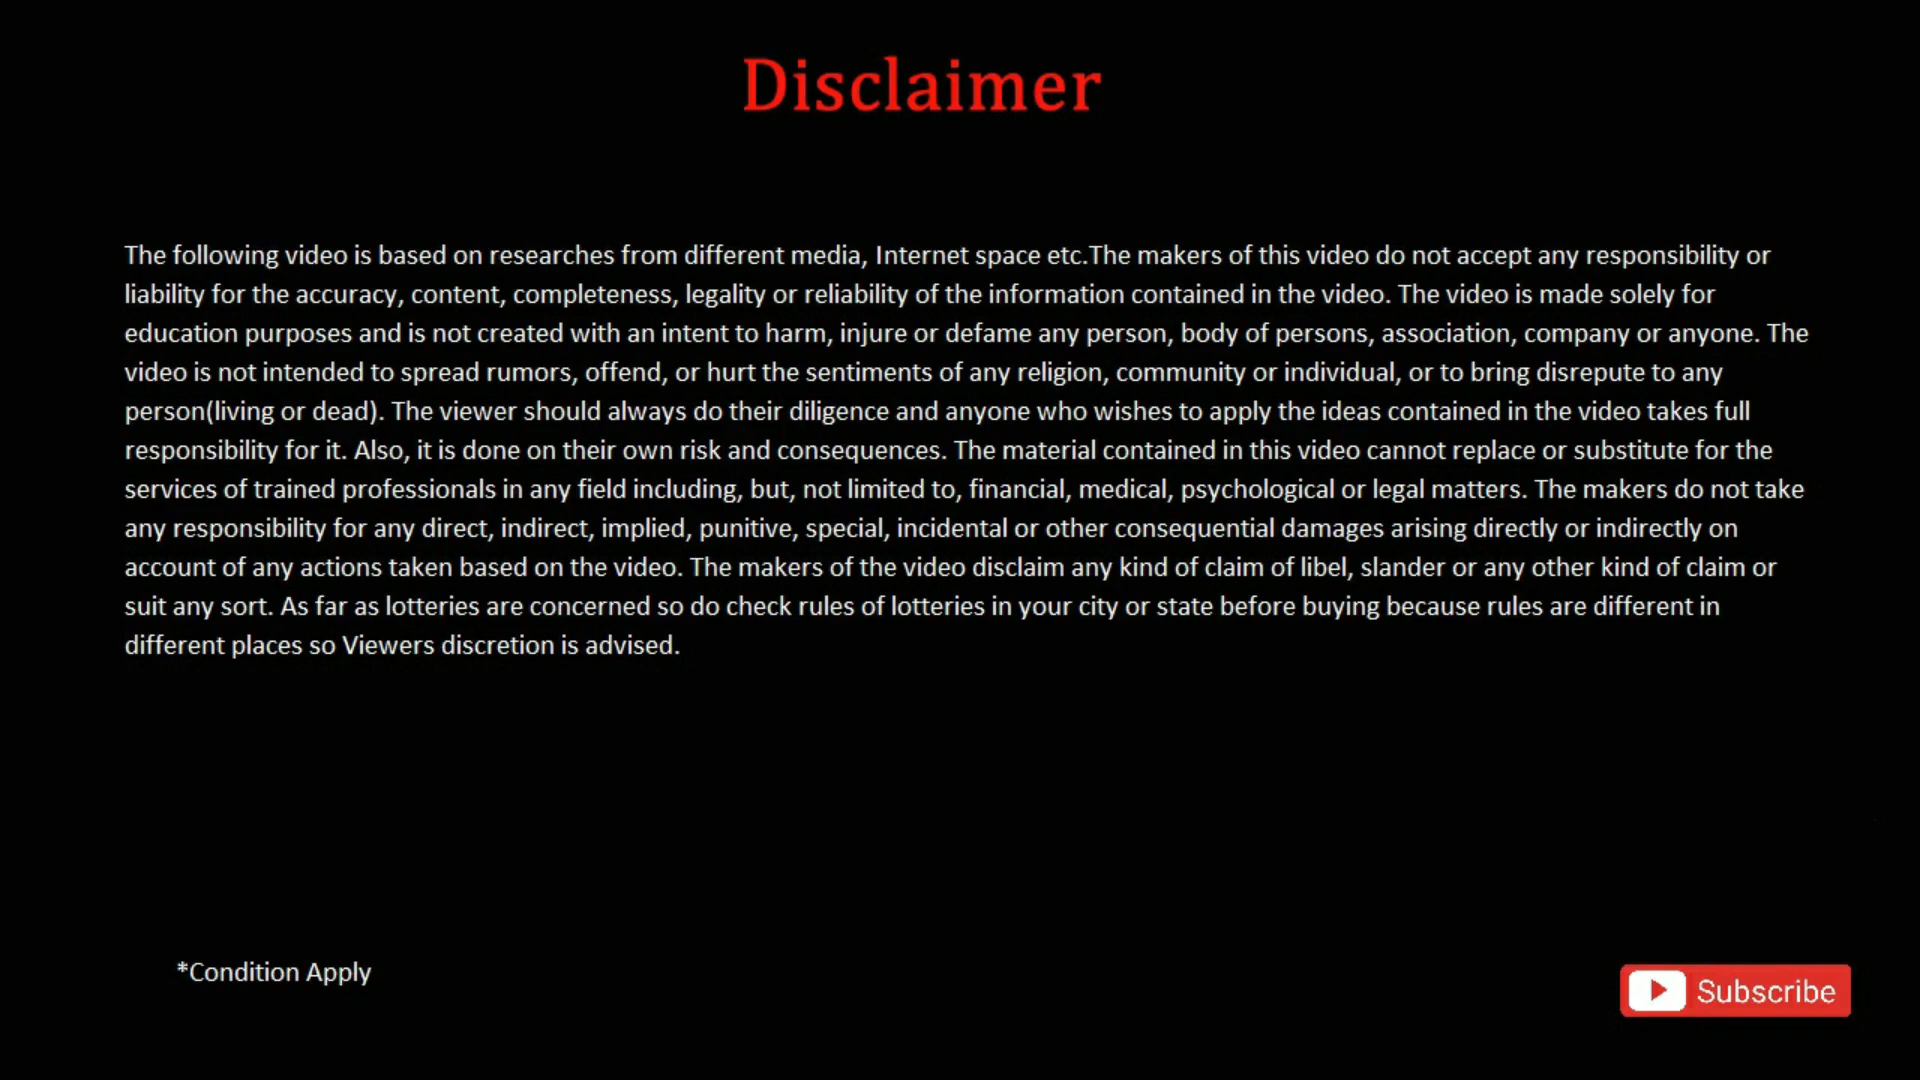 Disclaimer
The following video is based on researches from different media, Internet space etc.The makers of this video do not accept any responsibility or
liability for the accuracy, content, completeness, legality or reliability of the information contained in the video. The video is made solely for
education purposes and is not created with an intent to harm, injure or defame any person, body of persons, association, company or anyone. The
video is not intended to spread rumors, offend, or hurt the sentiments of any religion, community or individual, or to bring disrepute to any
person(living or dead). The viewer should always do their diligence and anyone who wishes to apply the ideas contained in the video takes full
responsibility for it. Also, it is done on their own risk and consequences. The material contained in this video cannot replace or substitute for the
services of trained professionals in any field including, but, not limited to, financial, medical, psychological or legal matters. The makers do not take
any responsibility for any direct, indirect, implied, punitive, special, incidental or other consequential damages arising directly or indirectly on
account of any actions taken based on the video. The makers of the video disclaim any kind of claim of libel, slander or any other kind of claim or
suit any sort. As far as lotteries are concerned so do check rules of lotteries in your city or state before buying because rules are different in
different places so Viewers discretion is advised.
*Condition Apply
Subscribe